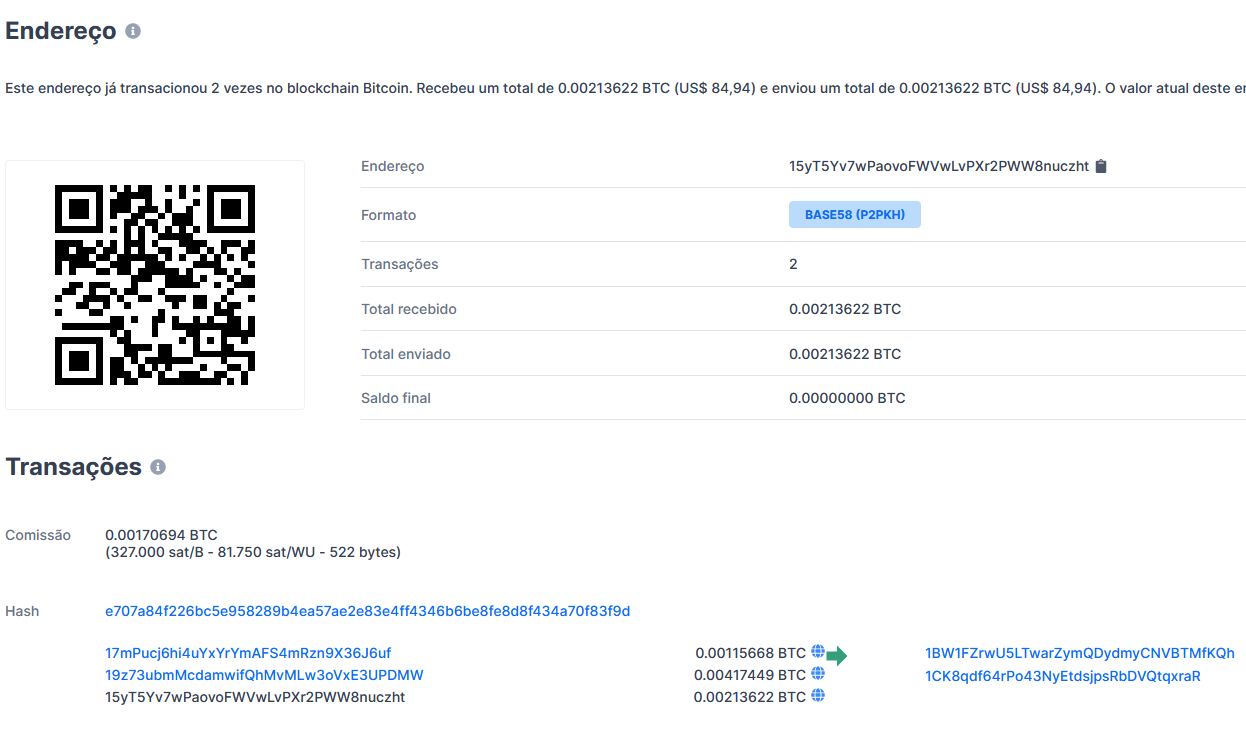 Endereço
Este endereço já transacionou 2 vezes no blockchain Bitcoin. Recebeu um total de 0.00213622 BTC (US$ 84,94) e enviou um total de 0.00213622 BTC (US$ 84,94). O valor atual deste
Endereço 15yT5Yv7wPaovoFWVwLvPXr2PWW8nuczht
Formato BASE58 (P2PKH)
Transações 2
Total recebido 0.00213622 BTC
Total enviado 0.00213622 BTC
Saldo final 0.00000000 BTC
Transações
Comissão 0.00170694 BTC
(327.000 sat/B - 81.750 sat/WU - 522 bytes)
Hash e707a84f226bc5e958289b4ea57ae2e83e4ff4346b6be8fe8d8f434a70f83f9d
17mPucj6hi4uYxYrYmAFS4mRzn9X36J6uf 0.00115668 BTC 1BW1FZrwU5LTwarZymQDydmyCNVBTMfKQh
19z73ubmMcdamwifQhMvMLw3oVxE3UPDMW 0.00417449 BTC 1CK8qdf64rPo43NyEtdsjpsRbDVQtqxraR
15yT5Yv7wPaovoFWVwLvPXr2PWW8nuczht 0.00213622 BTC